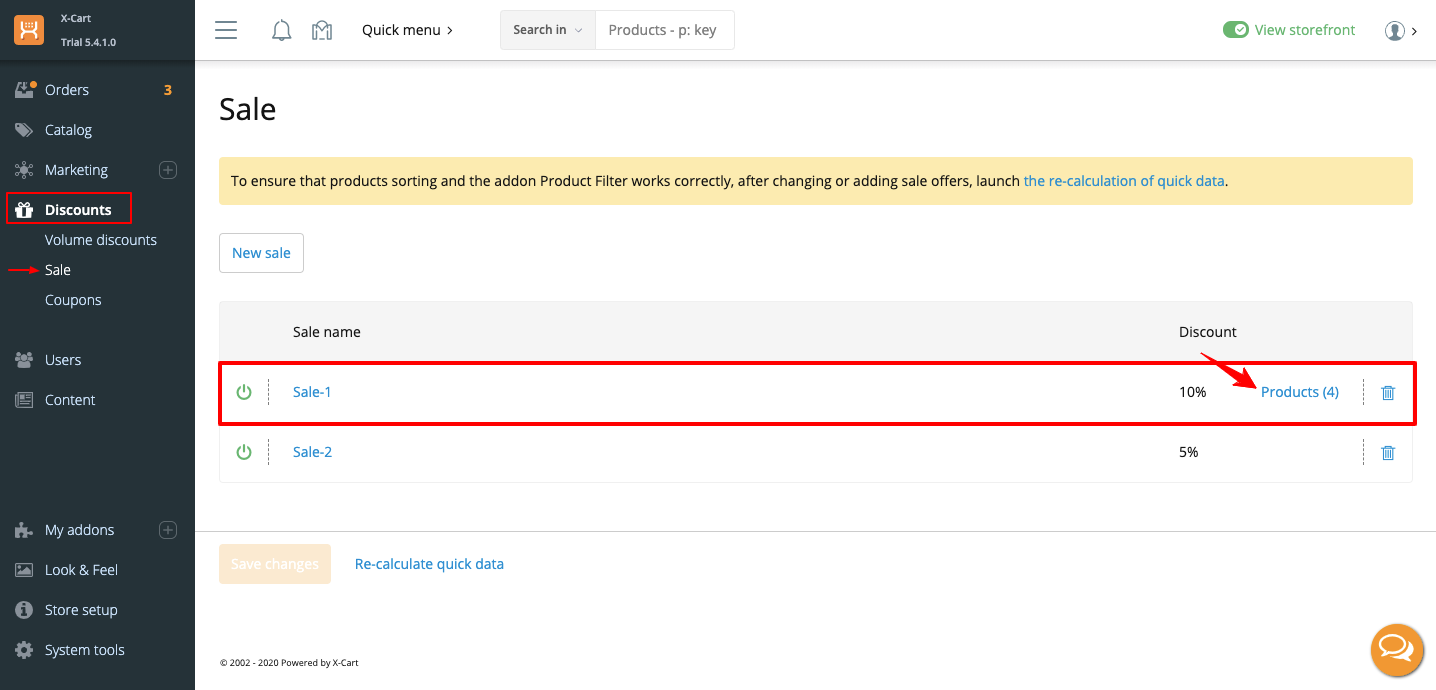 X-Cart
Trial 5.4.1.0
Quick menu
Search in
Products - p: key
View storefront
Orders 3
Catalog
Marketing
Discounts
Volume discounts
Sale
Coupons
Users
Content
My addons
Look & Feel
Store setup
System tools
Sale
To ensure that products sorting and the addon Product Filter works correctly, after changing or adding sale offers, launch the re-calculation of quick data.
New sale
Sale name Discount
Sale-1 10% Products (4)
Sale-2 5%
Save changes Re-calculate quick data
© 2002 - 2020 Powered by X-Cart